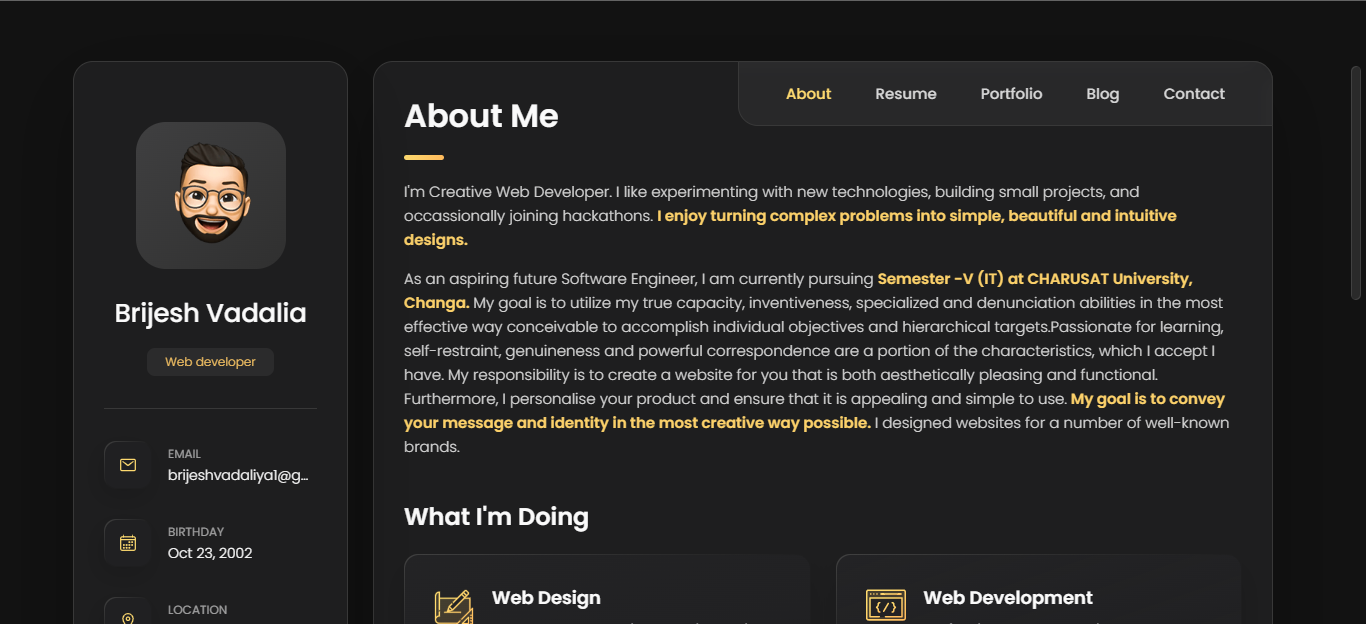 Brijesh Vadalia
Web developer
EMAIL
brijeshvadaliya1@g...
BIRTHDAY
Oct 23, 2002
LOCATION
About
Resume
Portfolio
Blog
Contact
About Me
I'm Creative Web Developer. I like experimenting with new technologies, building small projects, and
occassionally joining hackathons. I enjoy turning complex problems into simple, beautiful and intuitive
designs.
As an aspiring future Software Engineer, I am currently pursuing Semester -V (IT) at CHARUSAT University,
Changa. My goal is to utilize my true capacity, inventiveness, specialized and denunciation abilities in the most
effective way conceivable to accomplish individual objectives and hierarchical targets.Passionate for learning,
self-restraint, genuineness and powerful correspondence are a portion of the characteristics, which I accept I
have. My responsibility is to create a website for you that is both aesthetically pleasing and functional.
Furthermore, I personalise your product and ensure that it is appealing and simple to use. My goal is to convey
your message and identity in the most creative way possible. I designed websites for a number of well-known
brands.
What I'm Doing
Web Design
Web Development